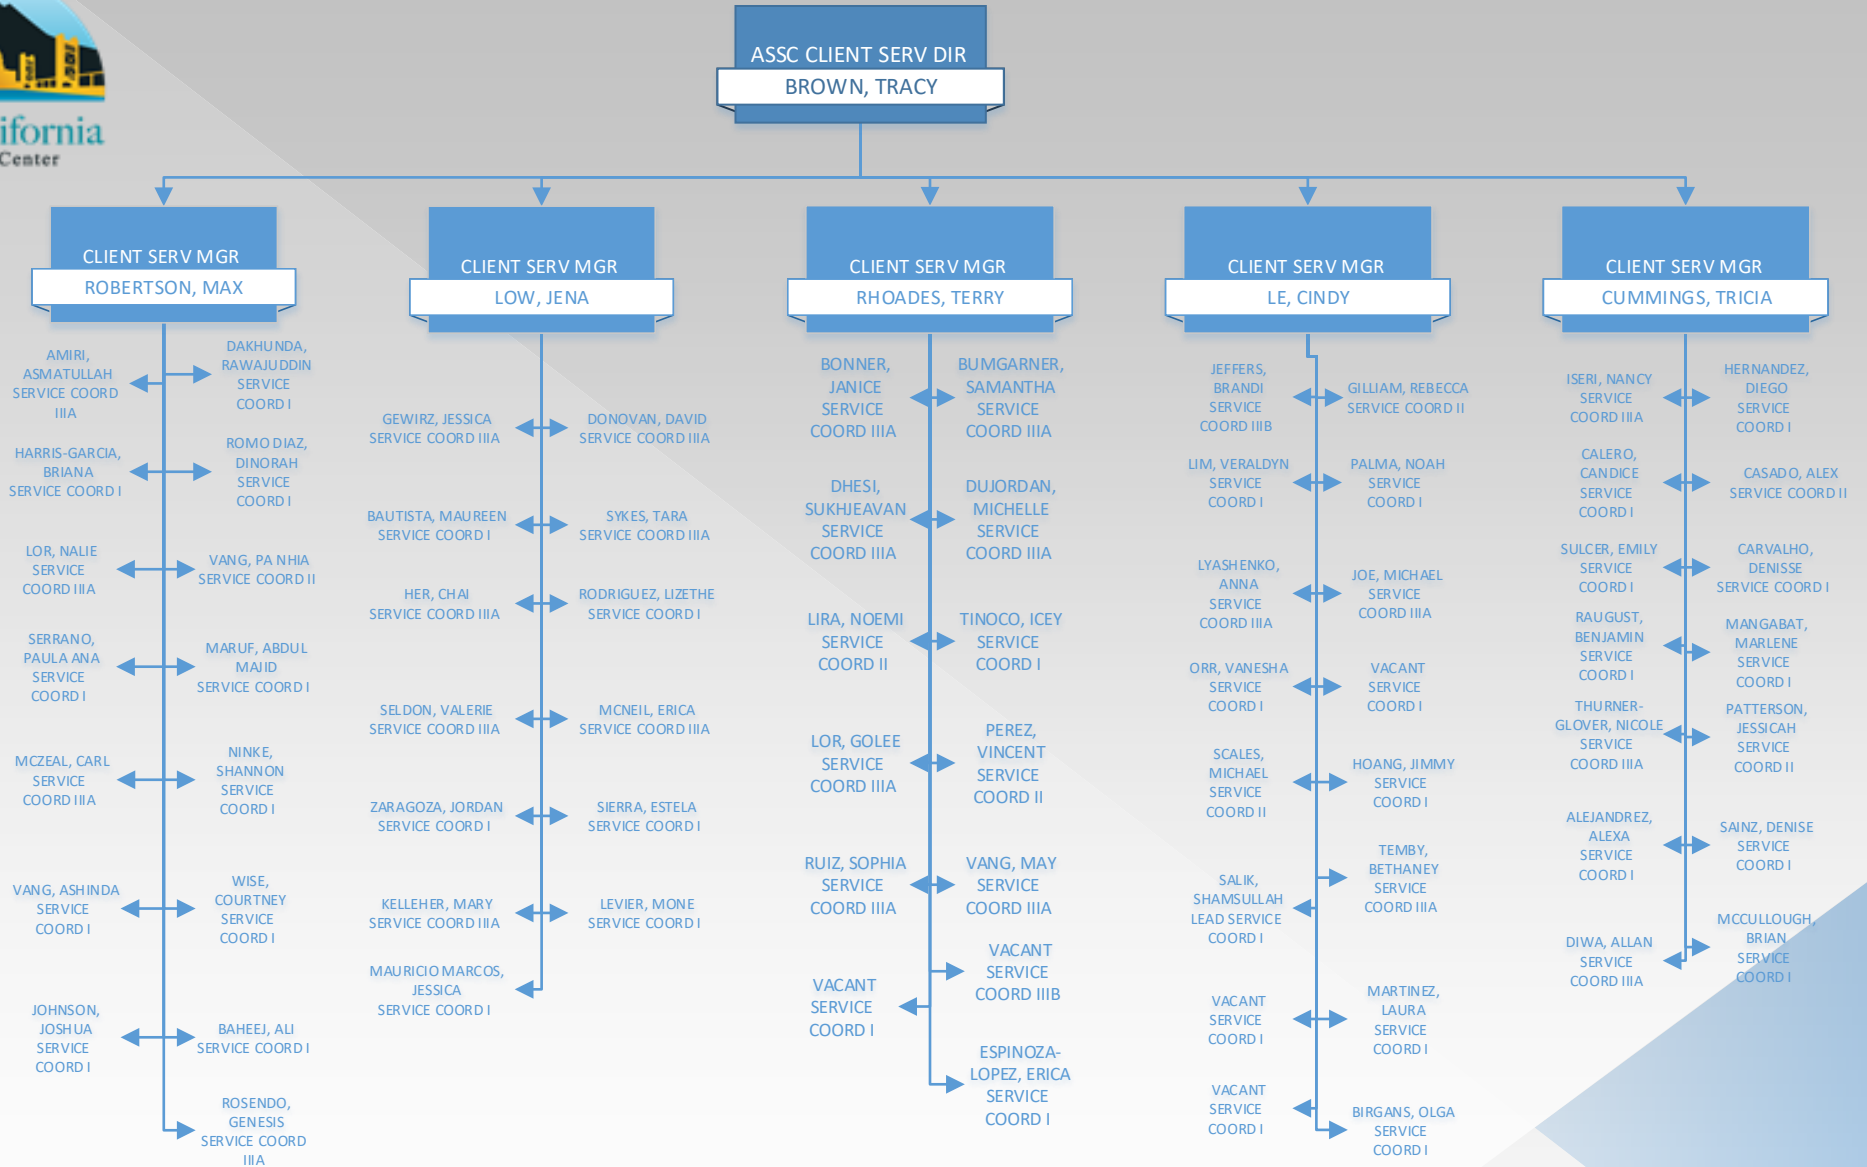 ifornia
Center
ASSC CLIENT SERV DIR
BROWN, TRACY
CLIENT SERV MGR
ROBERTSON, MAX
AMIRI,
ASMATULLAH
SERVICE COORD
IIIA
DAKHUNDA,
RAWAJUDDIN
SERVICE
COORD I
HARRIS-GARCIA,
BRIANA
SERVICE COORD I
ROMO DIAZ,
DINORAH
SERVICE
COORD I
LOR, NALIE
SERVICE
COORD IIIA
VANG, PA NHIA
SERVICE COORD II
SERRANO,
PAULA ANA
SERVICE
COORD I
MARUF, ABDUL
MAJID
SERVICE COORD I
MCZEAL, CARL
SERVICE
COORD IIIA
NINKE,
SHANNON
SERVICE
COORD I
VANG, ASHINDA
SERVICE
COORD I
WISE,
COURTNEY
SERVICE
COORD I
JOHNSON,
JOSHUA
SERVICE
COORD I
BAHEEJ, ALI
SERVICE COORD I
ROSENDO,
GENESIS
SERVICE COORD
IIIA
CLIENT SERV MGR
LOW, JENA
GEWIRZ, JESSICA
SERVICE COORD IIIA
DONOVAN, DAVID
SERVICE COORD IIIA
BAUTISTA, MAUREEN
SERVICE COORD I
SYKES, TARA
SERVICE COORD IIIA
HER, CHAI
SERVICE COORD IIIA
RODRIGUEZ, LIZETHE
SERVICE COORD I
SELDON, VALERIE
SERVICE COORD IIIA
MCNEIL, ERICA
SERVICE COORD IIIA
ZARAGOZA, JORDAN
SERVICE COORD I
SIERRA, ESTELA
SERVICE COORD I
KELLEHER, MARY
SERVICE COORD IIIA
LEVIER, MONE
SERVICE COORD I
MAURICIO MARCOS,
JESSICA
SERVICE COORD I
CLIENT SERV MGR
RHOADES, TERRY
BONNER,
JANICE
SERVICE
COORD IIIA
BUMGARNER,
SAMANTHA
SERVICE
COORD IIIA
DHESI,
SUKHJEAVAN
SERVICE
COORD IIIA
DUJORDAN,
MICHELLE
SERVICE
COORD IIIA
LIRA, NOEMI
SERVICE
COORD II
TINOCO, ICEY
SERVICE
COORD I
LOR, GOLEE
SERVICE
COORD IIIA
PEREZ,
VINCENT
SERVICE
COORD II
RUIZ, SOPHIA
SERVICE
COORD IIIA
VANG, MAY
SERVICE
COORD IIIA
VACANT
SERVICE
COORD I
VACANT
SERVICE
COORD IIIB
ESPINOZA-
LOPEZ, ERICA
SERVICE
COORD I
CLIENT SERV MGR
LE, CINDY
JEFFERS,
BRANDI
SERVICE
COORD IIIB
GILLIAM, REBECCA
SERVICE COORD II
LIM, VERALDYN
SERVICE
COORD I
PALMA, NOAH
SERVICE
COORD I
LYASHENKO,
ANNA
SERVICE
COORD IIIA
JOE, MICHAEL
SERVICE
COORD IIIA
ORR, VANESHA
SERVICE
COORD I
VACANT
SERVICE
COORD I
SCALES,
MICHAEL
SERVICE
COORD II
HOANG, JIMMY
SERVICE
COORD I
SALIK,
SHAMSULLAH
LEAD SERVICE
COORD I
TEMBY,
BETHANEY
SERVICE
COORD IIIA
VACANT
SERVICE
COORD I
MARTINEZ,
LAURA
SERVICE
COORD I
VACANT
SERVICE
COORD I
BIRGANS, OLGA
SERVICE
COORD I
CLIENT SERV MGR
CUMMINGS, TRICIA
ISERI, NANCY
SERVICE
COORD IIIA
HERNANDEZ,
DIEGO
SERVICE
COORD I
CALERO,
CANDICE
SERVICE
COORD I
CASADO, ALEX
SERVICE COORD II
SULCER, EMILY
SERVICE
COORD I
CARVALHO,
DENISSE
SERVICE COORD I
RAUGUST,
BENJAMIN
SERVICE
COORD I
MANGABAT,
MARLENE
SERVICE
COORD I
THURNER-
GLOVER, NICOLE
SERVICE
COORD IIIA
PATTERSON,
JESSICAH
SERVICE
COORD II
ALEJANDREZ,
ALEXA
SERVICE
COORD I
SAINZ, DENISE
SERVICE
COORD I
DIWA, ALLAN
SERVICE
COORD IIIA
MCCULLOUGH,
BRIAN
SERVICE
COORD I